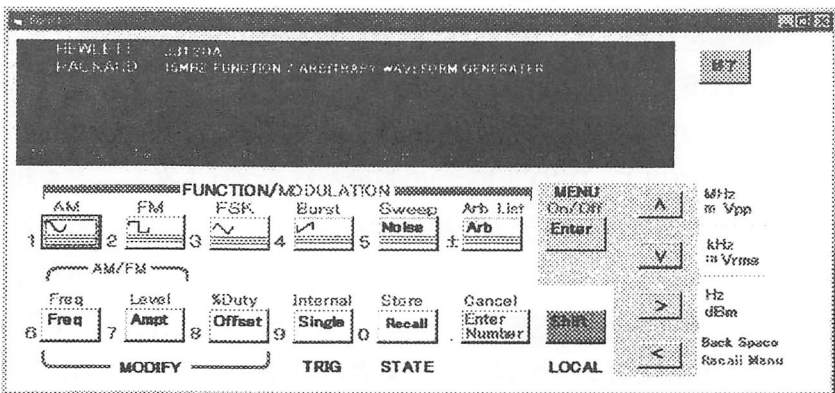 HEWLETT 33120A
PACKARD 15MHZ FUNCTION / ARBITRARY WAVEFORM GENERATER
FUNCTION/MODULATION
MENU
AM FM FSK Burst Sweep Arb List On/Off
MHz
m Vpp
1 2 3 4 5 Noise ± Arb Enter
∧
kHz
m Vrms
∨
AM/FM
Freq Level %Duty Internal Store Cancel
Hz
dBm
>
6 Freq 7 Ampt 8 Offset 9 Single 0 Recall . Enter Number Shift
Back Space
Recall Menu
<
MODIFY TRIG STATE LOCAL